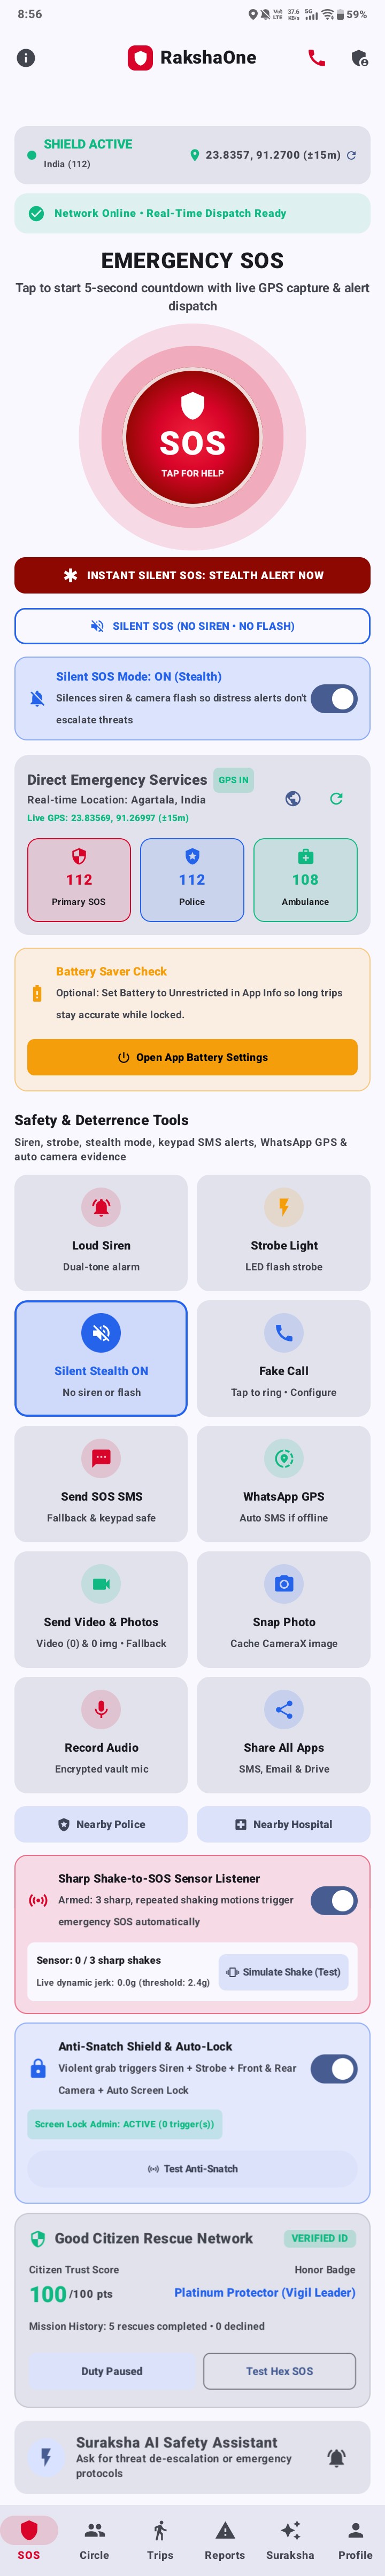 8:56
Voll LTE 37.6 KB/s 5G 59%
RakshaOne
SHIELD ACTIVE
India (112)
23.8357, 91.2700 (±15m)
Network Online • Real-Time Dispatch Ready
EMERGENCY SOS
Tap to start 5-second countdown with live GPS capture & alert
dispatch
SOS
TAP FOR HELP
INSTANT SILENT SOS: STEALTH ALERT NOW
SILENT SOS (NO SIREN • NO FLASH)
Silent SOS Mode: ON (Stealth)
Silences siren & camera flash so distress alerts don't
escalate threats
Direct Emergency Services GPS IN
Real-time Location: Agartala, India
Live GPS: 23.83569, 91.26997 (±15m)
112 112 108
Primary SOS Police Ambulance
Battery Saver Check
Optional: Set Battery to Unrestricted in App Info so long trips
stay accurate while locked.
Open App Battery Settings
Safety & Deterrence Tools
Siren, strobe, stealth mode, keypad SMS alerts, WhatsApp GPS &
auto camera evidence
Loud Siren
Dual-tone alarm
Strobe Light
LED flash strobe
Silent Stealth ON
No siren or flash
Fake Call
Tap to ring • Configure
Send SOS SMS
Fallback & keypad safe
WhatsApp GPS
Auto SMS if offline
Send Video & Photos
Video (0) & 0 img • Fallback
Snap Photo
Cache CameraX image
Record Audio
Encrypted vault mic
Share All Apps
SMS, Email & Drive
Nearby Police
Nearby Hospital
Sharp Shake-to-SOS Sensor Listener
Armed: 3 sharp, repeated shaking motions trigger
emergency SOS automatically
Sensor: 0 / 3 sharp shakes
Live dynamic jerk: 0.0g (threshold: 2.4g)
Simulate Shake (Test)
Anti-Snatch Shield & Auto-Lock
Violent grab triggers Siren + Strobe + Front & Rear
Camera + Auto Screen Lock
Screen Lock Admin: ACTIVE (0 trigger(s))
Test Anti-Snatch
Good Citizen Rescue Network VERIFIED ID
Citizen Trust Score Honor Badge
100 /100 pts Platinum Protector (Vigil Leader)
Mission History: 5 rescues completed • 0 declined
Duty Paused Test Hex SOS
Suraksha AI Safety Assistant
Ask for threat de-escalation or emergency
protocols
SOS Circle Trips Reports Suraksha Profile